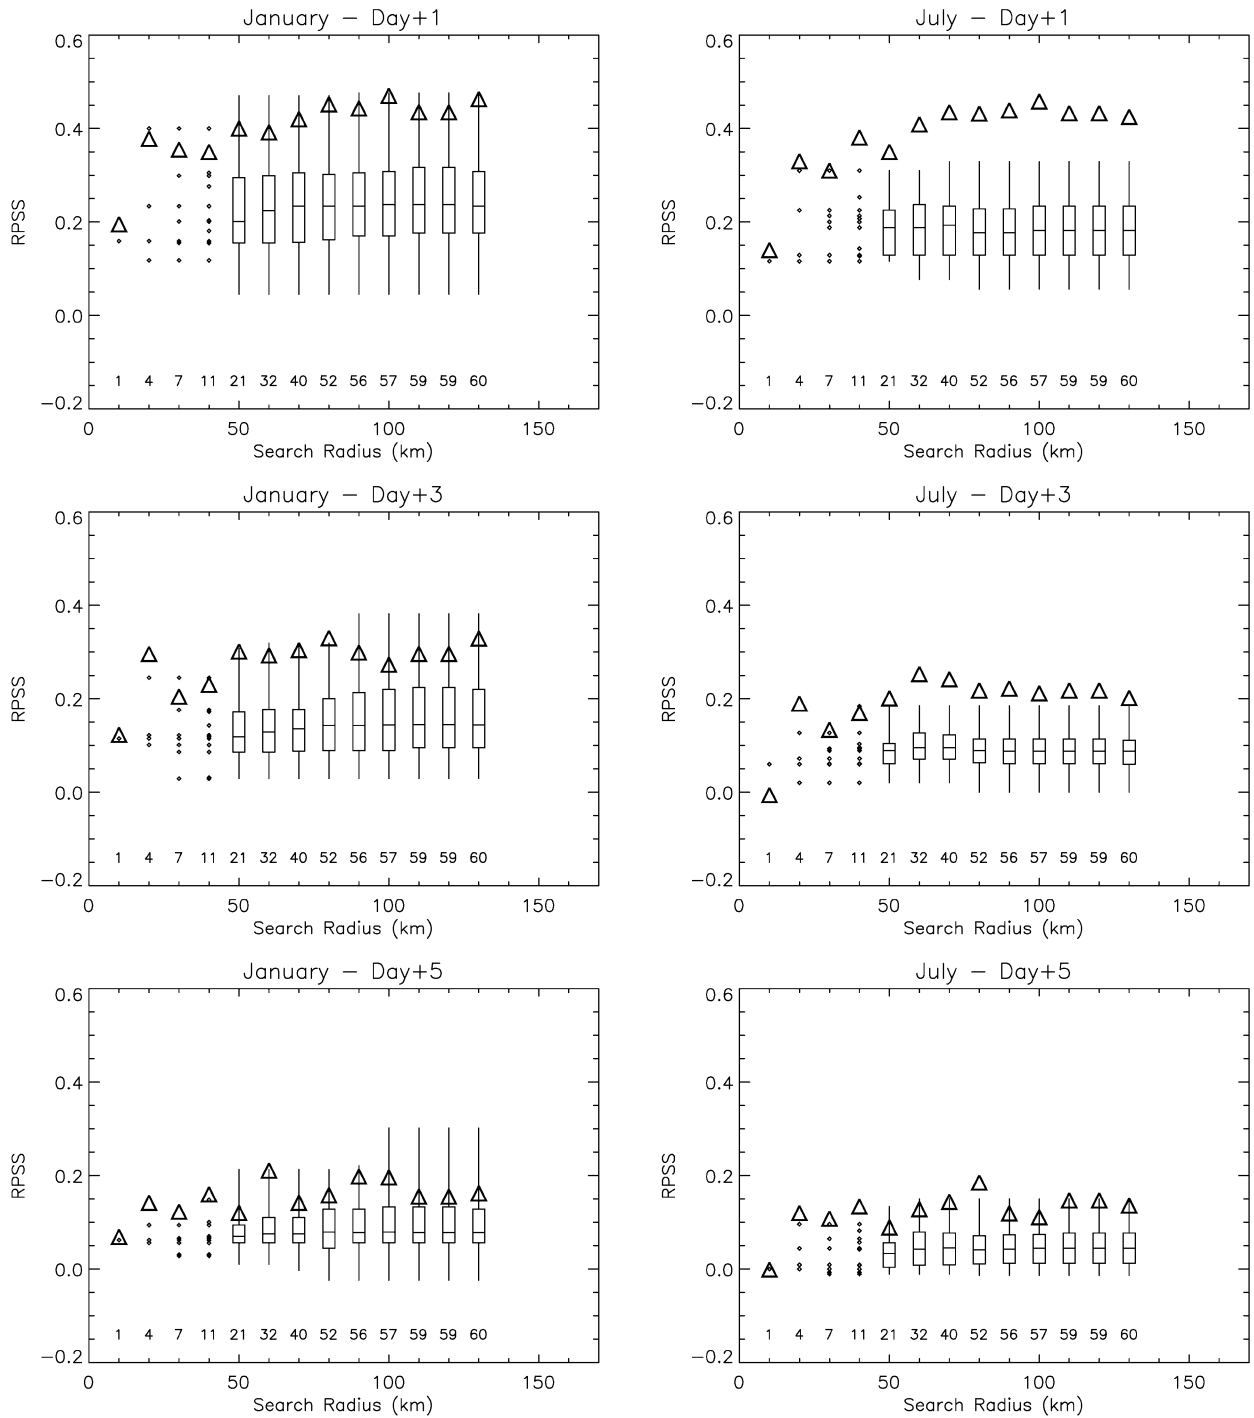 January – Day+1
0.6
0.4
0.2
0.0
−0.2
RPSS
1 4 7 11 21 32 40 52 56 57 59 59 60
0 50 100 150
Search Radius (km)
July – Day+1
0.6
0.4
0.2
0.0
−0.2
RPSS
1 4 7 11 21 32 40 52 56 57 59 59 60
0 50 100 150
Search Radius (km)
January – Day+3
0.6
0.4
0.2
0.0
−0.2
RPSS
1 4 7 11 21 32 40 52 56 57 59 59 60
0 50 100 150
Search Radius (km)
July – Day+3
0.6
0.4
0.2
0.0
−0.2
RPSS
1 4 7 11 21 32 40 52 56 57 59 59 60
0 50 100 150
Search Radius (km)
January – Day+5
0.6
0.4
0.2
0.0
−0.2
RPSS
1 4 7 11 21 32 40 52 56 57 59 59 60
0 50 100 150
Search Radius (km)
July – Day+5
0.6
0.4
0.2
0.0
−0.2
RPSS
1 4 7 11 21 32 40 52 56 57 59 59 60
0 50 100 150
Search Radius (km)